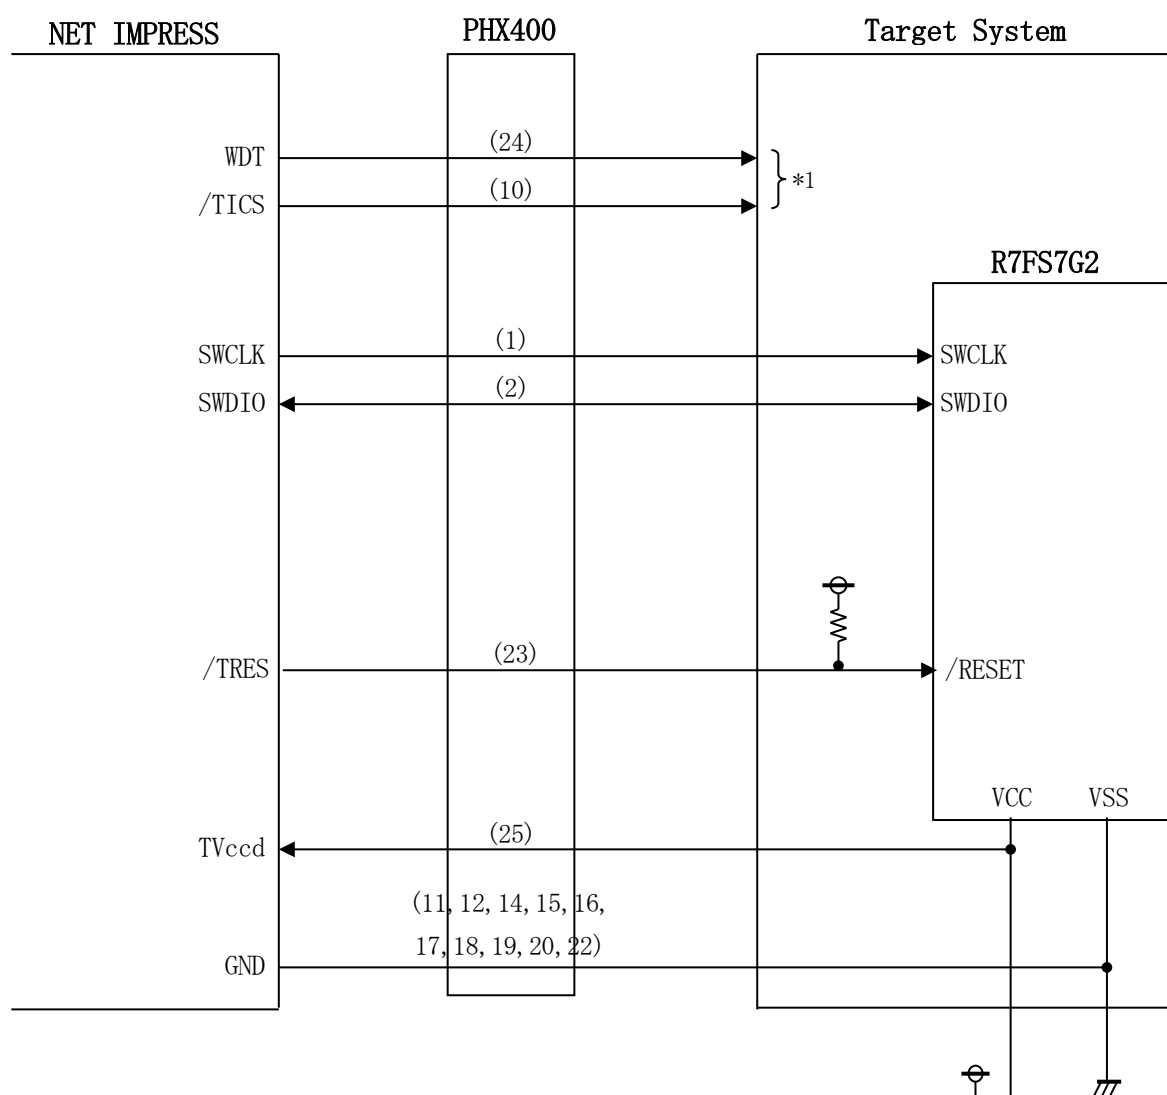 NET IMPRESS
PHX400
Target System
WDT
(24)
*1
/TICS
(10)
R7FS7G2
SWCLK
(1)
SWCLK
SWDIO
(2)
SWDIO
/TRES
(23)
/RESET
VCC
VSS
TVccd
(25)
(11, 12, 14, 15, 16,
17, 18, 19, 20, 22)
GND